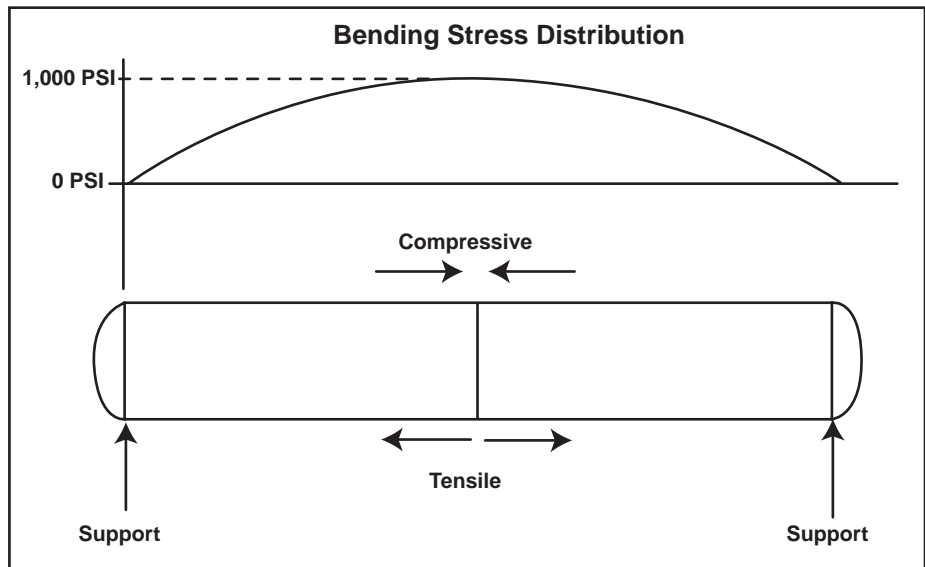 Bending Stress Distribution
1,000 PSI
0 PSI
Compressive
Tensile
Support
Support